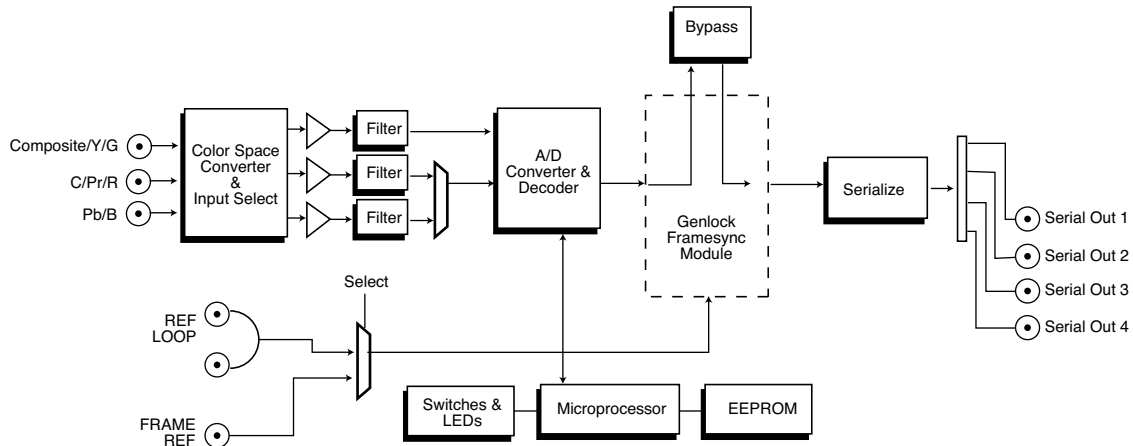 Bypass
Composite/Y/G
C/Pr/R
Pb/B
Color Space
Converter
&
Input Select
Filter
Filter
Filter
A/D
Converter &
Decoder
Genlock
Framesync
Module
Serialize
Serial Out 1
Serial Out 2
Serial Out 3
Serial Out 4
Select
REF
LOOP
FRAME
REF
Switches &
LEDs
Microprocessor
EEPROM